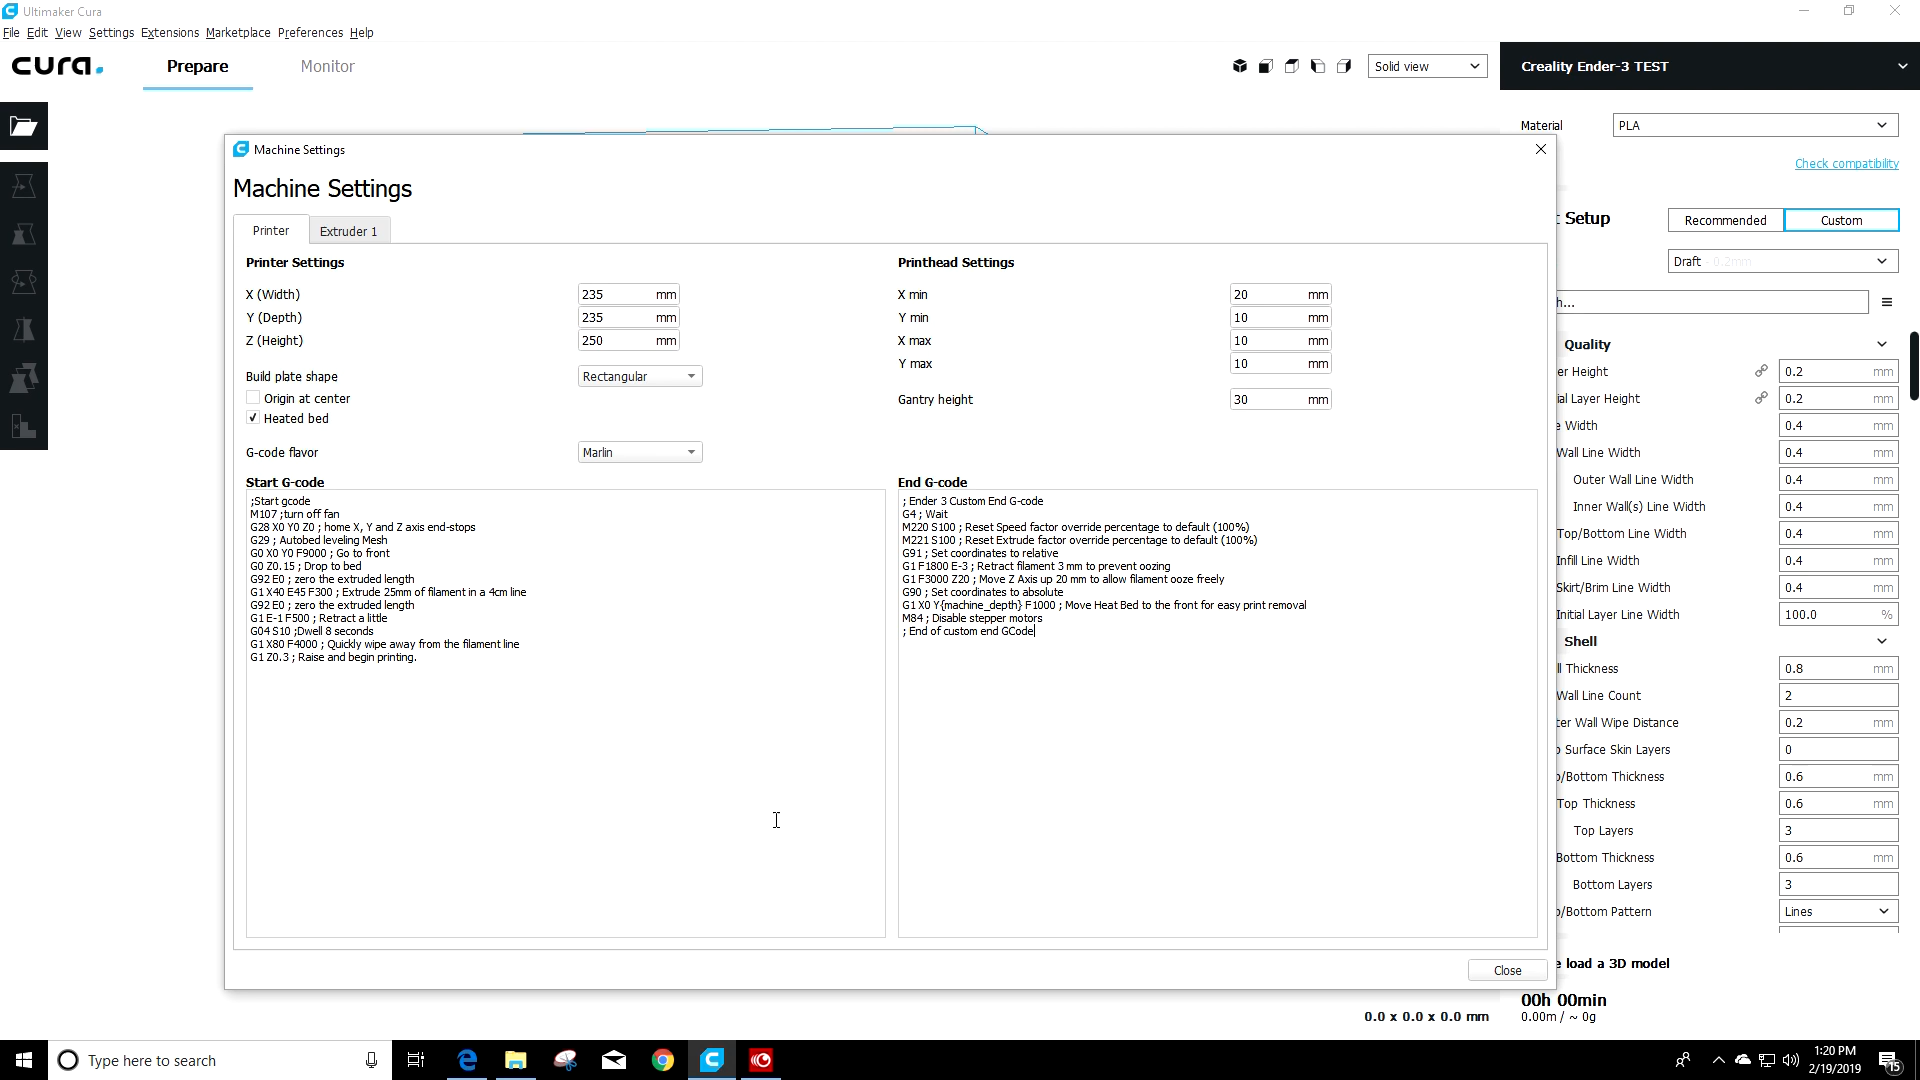 Ultimaker Cura
File Edit View Settings Extensions Marketplace Preferences Help
cura. Prepare Monitor Solid view Creality Ender-3 TEST
Material PLA
Check compatibility
Machine Settings
Machine Settings
Printer Extruder 1
Printer Settings
X (Width) 235 mm
Y (Depth) 235 mm
Z (Height) 250 mm
Build plate shape Rectangular
Origin at center
Heated bed
G-code flavor Marlin
Printhead Settings
X min 20 mm
Y min 10 mm
X max 10 mm
Y max 10 mm
Gantry height 30 mm
Start G-code
;Start gcode
M107 ;turn off fan
G28 X0 Y0 Z0 ; home X, Y and Z axis end-stops
G29 ; Autobed leveling Mesh
G0 X0 Y0 F9000 ; Go to front
G0 Z0.15 ; Drop to bed
G92 E0 ; zero the extruded length
G1 X40 E45 F300 ; Extrude 25mm of filament in a 4cm line
G92 E0 ; zero the extruded length
G1 E-1 F500 ; Retract a little
G04 S10 ;Dwell 8 seconds
G1 X80 F4000 ; Quickly wipe away from the filament line
G1 Z0.3 ; Raise and begin printing.
End G-code
; Ender 3 Custom End G-code
G4 ; Wait
M220 S100 ; Reset Speed factor override percentage to default (100%)
M221 S100 ; Reset Extrude factor override percentage to default (100%)
G91 ; Set coordinates to relative
G1 F1800 E-3 ; Retract filament 3 mm to prevent oozing
G1 F3000 Z20 ; Move Z Axis up 20 mm to allow filament ooze freely
G90 ; Set coordinates to absolute
G1 X0 Y{machine_depth} F1000 ; Move Heat Bed to the front for easy print removal
M84 ; Disable stepper motors
; End of custom end GCode
Close
t Setup Recommended Custom
Draft 0.2mm
h...
Quality
er Height 0.2 mm
ial Layer Height 0.2 mm
e Width 0.4 mm
Wall Line Width 0.4 mm
Outer Wall Line Width 0.4 mm
Inner Wall(s) Line Width 0.4 mm
Top/Bottom Line Width 0.4 mm
Infill Line Width 0.4 mm
Skirt/Brim Line Width 0.4 mm
Initial Layer Line Width 100.0 %
Shell
ll Thickness 0.8 mm
Wall Line Count 2
ter Wall Wipe Distance 0.2 mm
p Surface Skin Layers 0
p/Bottom Thickness 0.6 mm
Top Thickness 0.6 mm
Top Layers 3
Bottom Thickness 0.6 mm
Bottom Layers 3
p/Bottom Pattern Lines
e load a 3D model
00h 00min
0.00m / ~ 0g
0.0 x 0.0 x 0.0 mm
Type here to search
1:20 PM
2/19/2019
15